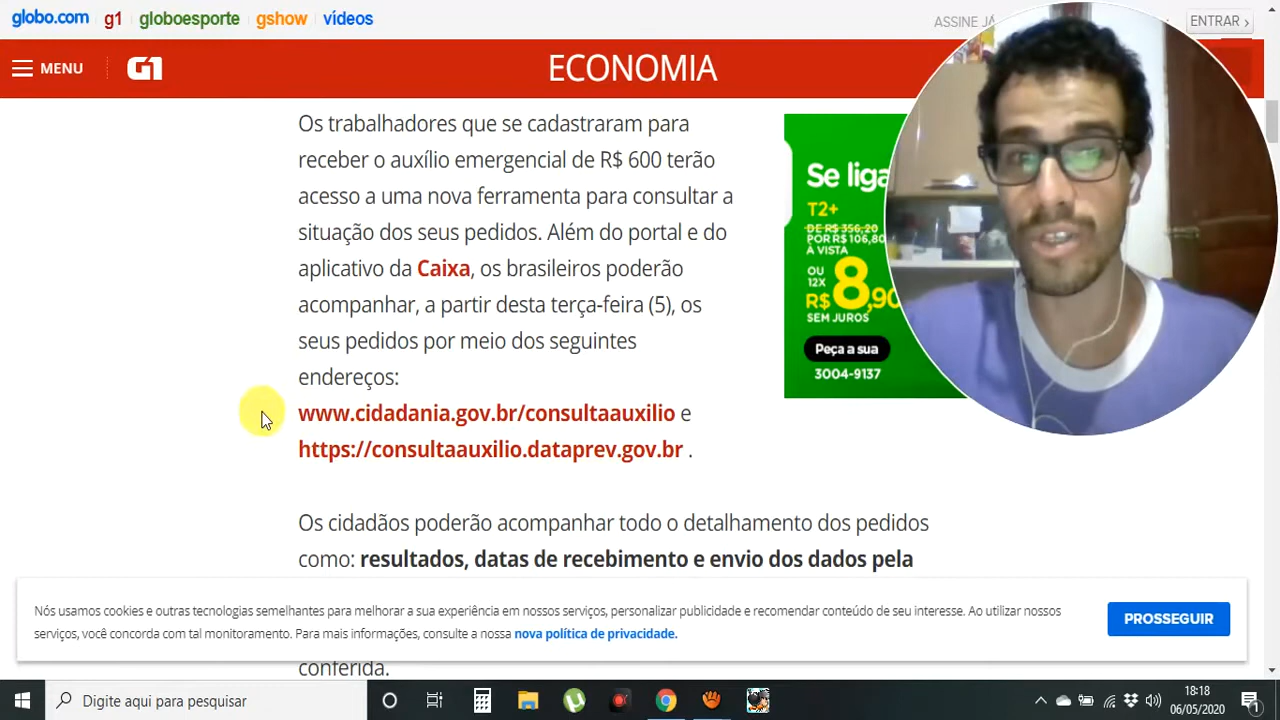 globo.com g1 globoesporte gshow vídeos
ASSINE JÁ
ENTRAR ›
MENU G1 ECONOMIA
Os trabalhadores que se cadastraram para
receber o auxílio emergencial de R$ 600 terão
acesso a uma nova ferramenta para consultar a
situação dos seus pedidos. Além do portal e do
aplicativo da Caixa, os brasileiros poderão
acompanhar, a partir desta terça-feira (5), os
seus pedidos por meio dos seguintes
endereços:
www.cidadania.gov.br/consultaauxilio e
https://consultaauxilio.dataprev.gov.br .
Se liga
T2+
DE R$ 356,20
POR R$ 106,80
À VISTA
OU
12X
R$ 8,90
SEM JUROS
Peça a sua
3004-9137
Os cidadãos poderão acompanhar todo o detalhamento dos pedidos
como: resultados, datas de recebimento e envio dos dados pela
Nós usamos cookies e outras tecnologias semelhantes para melhorar a sua experiência em nossos serviços, personalizar publicidade e recomendar conteúdo de seu interesse. Ao utilizar nossos
serviços, você concorda com tal monitoramento. Para mais informações, consulte a nossa nova política de privacidade.
PROSSEGUIR
conferida.
Digite aqui para pesquisar
18:18
06/05/2020
1